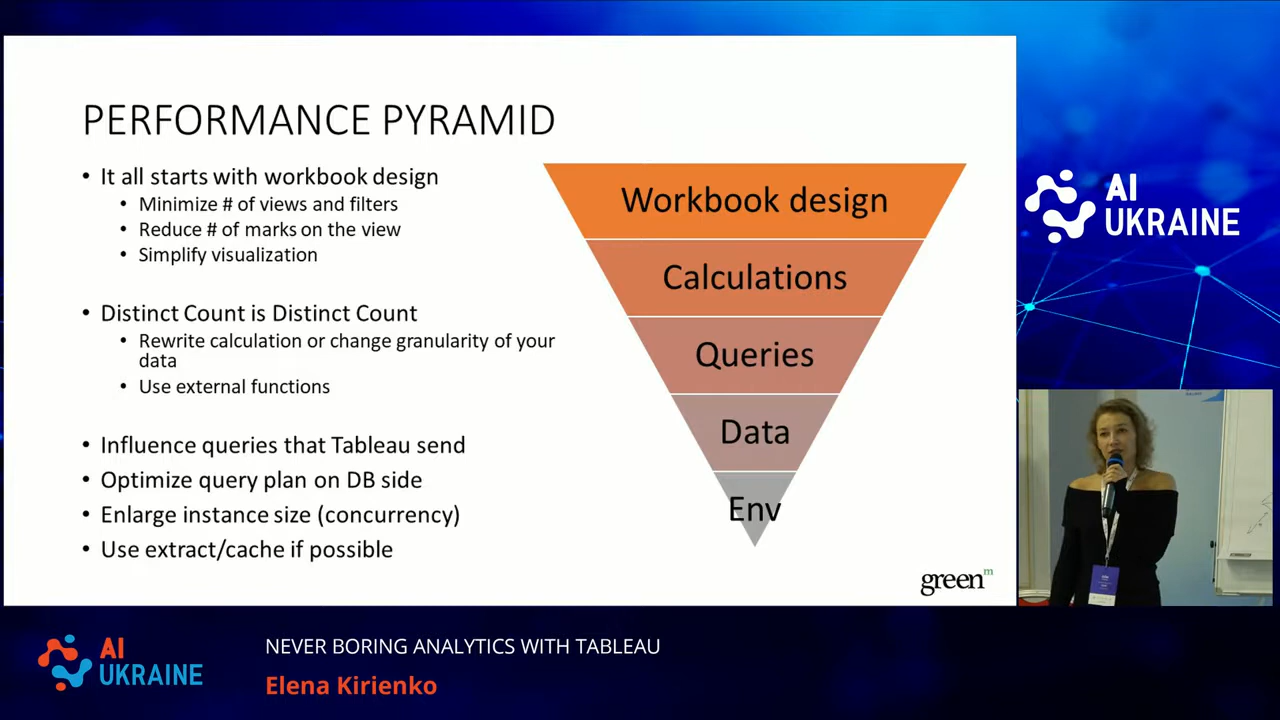 PERFORMANCE PYRAMID
• It all starts with workbook design
• Minimize # of views and filters
• Reduce # of marks on the view
• Simplify visualization
• Distinct Count is Distinct Count
• Rewrite calculation or change granularity of your
data
• Use external functions
• Influence queries that Tableau send
• Optimize query plan on DB side
• Enlarge instance size (concurrency)
• Use extract/cache if possible
Workbook design
Calculations
Queries
Data
Env
green m
AI
UKRAINE
AI
UKRAINE
NEVER BORING ANALYTICS WITH TABLEAU
Elena Kirienko